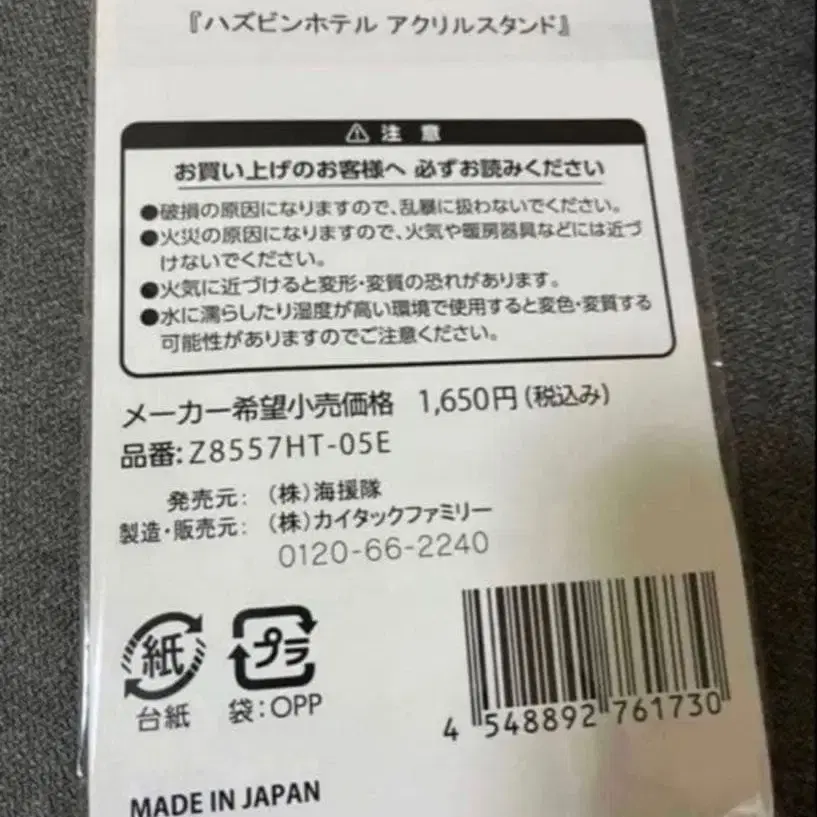 『ハズビンホテル アクリルスタンド』
⚠ 注 意
お買い上げのお客様へ 必ずお読みください
●破損の原因になりますので、乱暴に扱わないでください。
●火災の原因になりますので、火気や暖房器具などには近づ
けないでください。
●火気に近づけると変形・変質の恐れがあります。
●水に濡らしたり湿度が高い環境で使用すると変色・変質する
可能性がありますのでご注意ください。
メーカー希望小売価格 1,650円(税込み)
品番:Z8557HT-05E
発売元: (株)海援隊
製造・販売元: (株)カイタックファミリー
0120-66-2240
紙 プラ
台紙 袋:OPP
4 548892 761730
MADE IN JAPAN